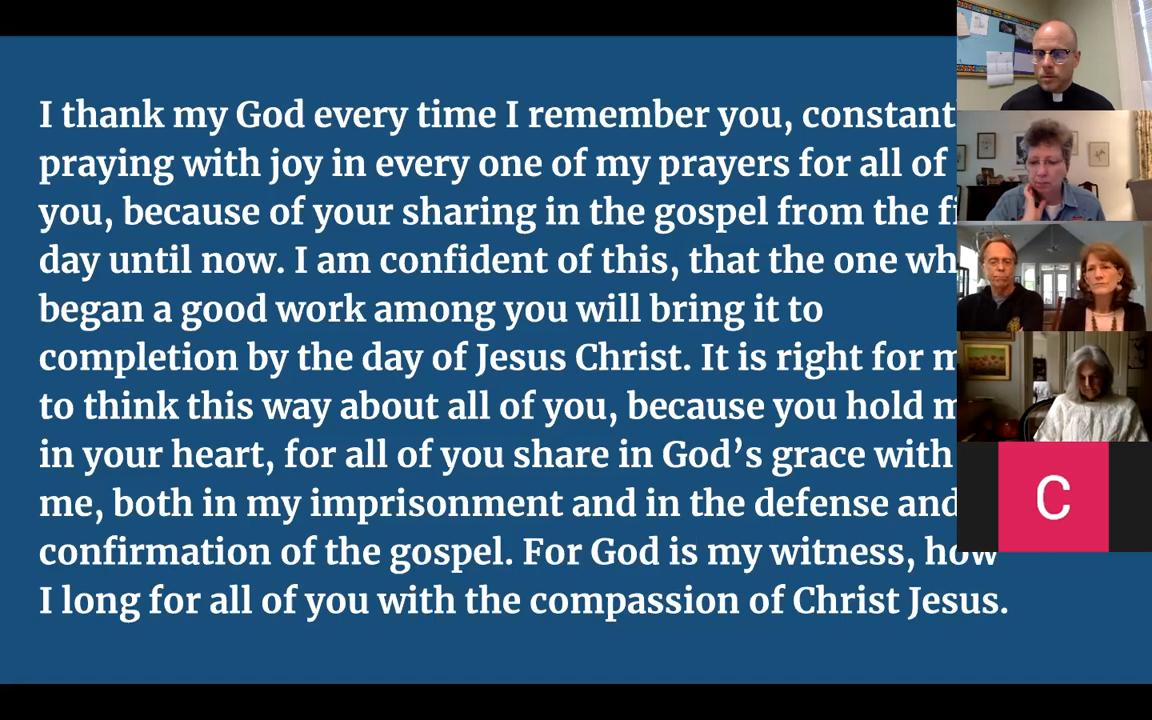 I thank my God every time I remember you, constant
praying with joy in every one of my prayers for all of
you, because of your sharing in the gospel from the fi
day until now. I am confident of this, that the one wh
began a good work among you will bring it to
completion by the day of Jesus Christ. It is right for m
to think this way about all of you, because you hold m
in your heart, for all of you share in God’s grace with
me, both in my imprisonment and in the defense and
confirmation of the gospel. For God is my witness, how
I long for all of you with the compassion of Christ Jesus.
C